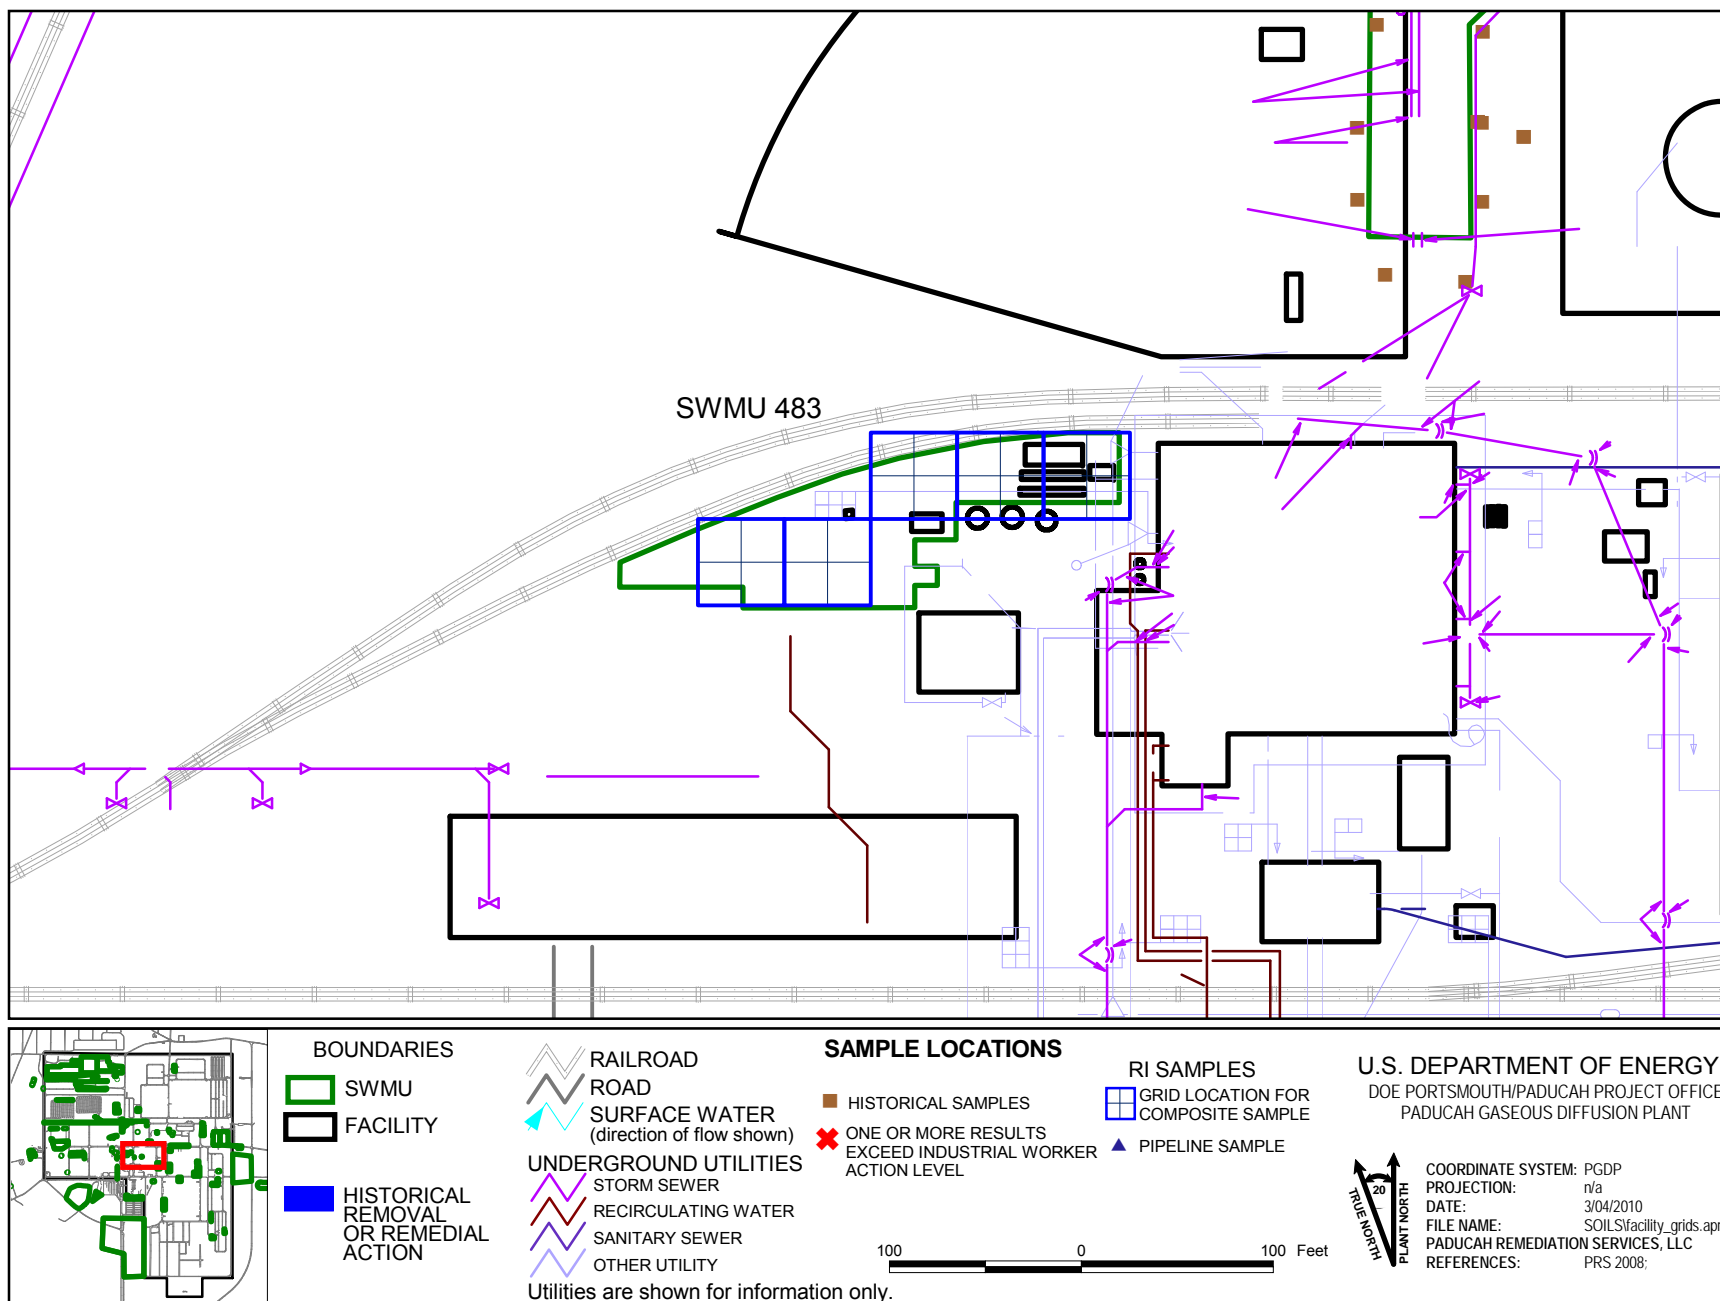 SWMU 483
BOUNDARIES
SWMU
FACILITY
HISTORICAL
REMOVAL
OR REMEDIAL
ACTION
RAILROAD
ROAD
SURFACE WATER
(direction of flow shown)
UNDERGROUND UTILITIES
STORM SEWER
RECIRCULATING WATER
SANITARY SEWER
OTHER UTILITY
Utilities are shown for information only.
SAMPLE LOCATIONS
HISTORICAL SAMPLES
ONE OR MORE RESULTS
EXCEED INDUSTRIAL WORKER
ACTION LEVEL
RI SAMPLES
GRID LOCATION FOR
COMPOSITE SAMPLE
PIPELINE SAMPLE
100 0 100 Feet
U.S. DEPARTMENT OF ENERGY
DOE PORTSMOUTH/PADUCAH PROJECT OFFICE
PADUCAH GASEOUS DIFFUSION PLANT
20
TRUE NORTH
PLANT NORTH
COORDINATE SYSTEM: PGDP
PROJECTION: n/a
DATE: 3/04/2010
FILE NAME: SOILS\facility_grids.apr
PADUCAH REMEDIATION SERVICES, LLC
REFERENCES: PRS 2008;